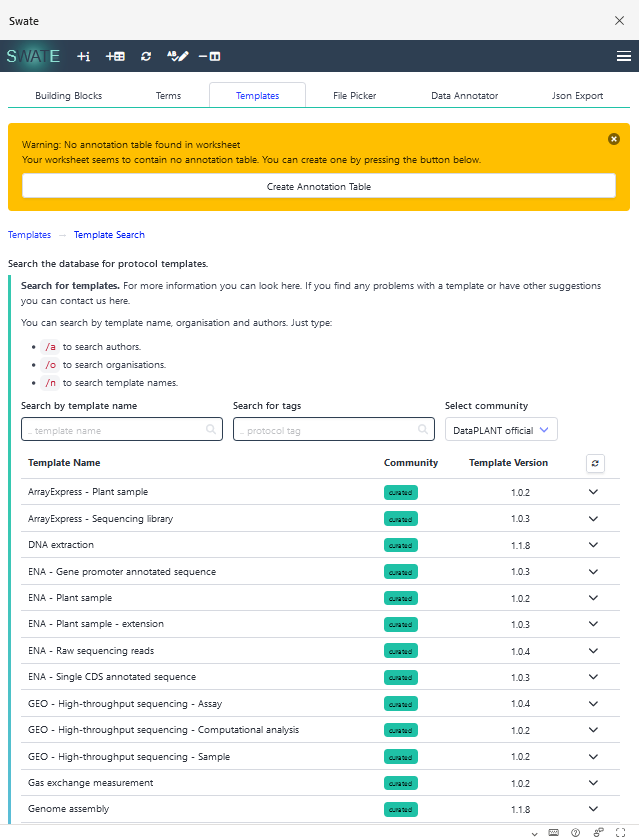 Swate
SWATE
Building Blocks
Terms
Templates
File Picker
Data Annotator
Json Export
Warning: No annotation table found in worksheet
Your worksheet seems to contain no annotation table. You can create one by pressing the button below.
Create Annotation Table
Templates → Template Search
Search the database for protocol templates.
Search for templates. For more information you can look here. If you find any problems with a template or have other suggestions
you can contact us here.
You can search by template name, organisation and authors. Just type:
• /a to search authors.
• /o to search organisations.
• /n to search template names.
Search by template name
Search for tags
Select community
.. template name
.. protocol tag
DataPLANT official
Template Name Community Template Version
ArrayExpress - Plant sample curated 1.0.2
ArrayExpress - Sequencing library curated 1.0.3
DNA extraction curated 1.1.8
ENA - Gene promoter annotated sequence curated 1.0.3
ENA - Plant sample curated 1.0.2
ENA - Plant sample - extension curated 1.0.3
ENA - Raw sequencing reads curated 1.0.4
ENA - Single CDS annotated sequence curated 1.0.3
GEO - High-throughput sequencing - Assay curated 1.0.4
GEO - High-throughput sequencing - Computational analysis curated 1.0.2
GEO - High-throughput sequencing - Sample curated 1.0.2
Gas exchange measurement curated 1.0.2
Genome assembly curated 1.1.8